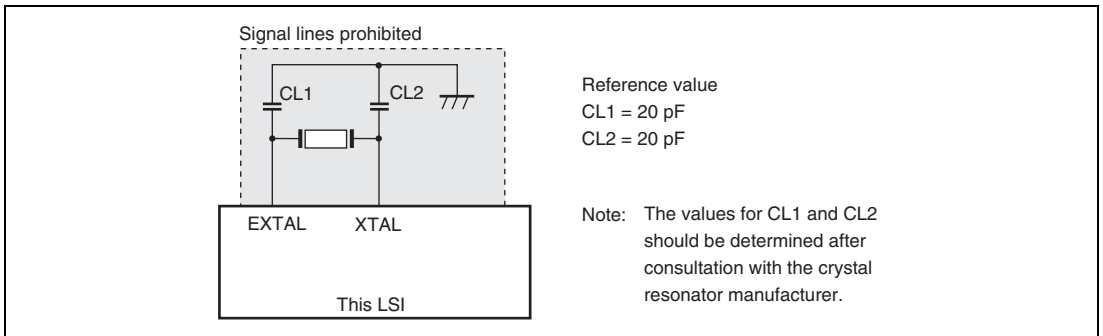 Signal lines prohibited
CL1
CL2
EXTAL
XTAL
This LSI
Reference value
CL1 = 20 pF
CL2 = 20 pF
Note: The values for CL1 and CL2
should be determined after
consultation with the crystal
resonator manufacturer.